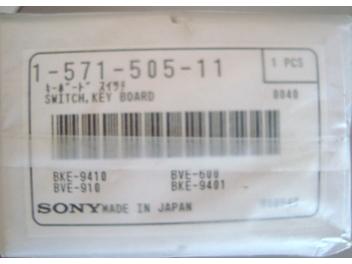 1-571-505-11
1 PCS
キーボード スイッチ
SWITCH,KEY BOARD
0040
BKE-9410 BVE-600
BVE-910 BKE-9401
SONY MADE IN JAPAN